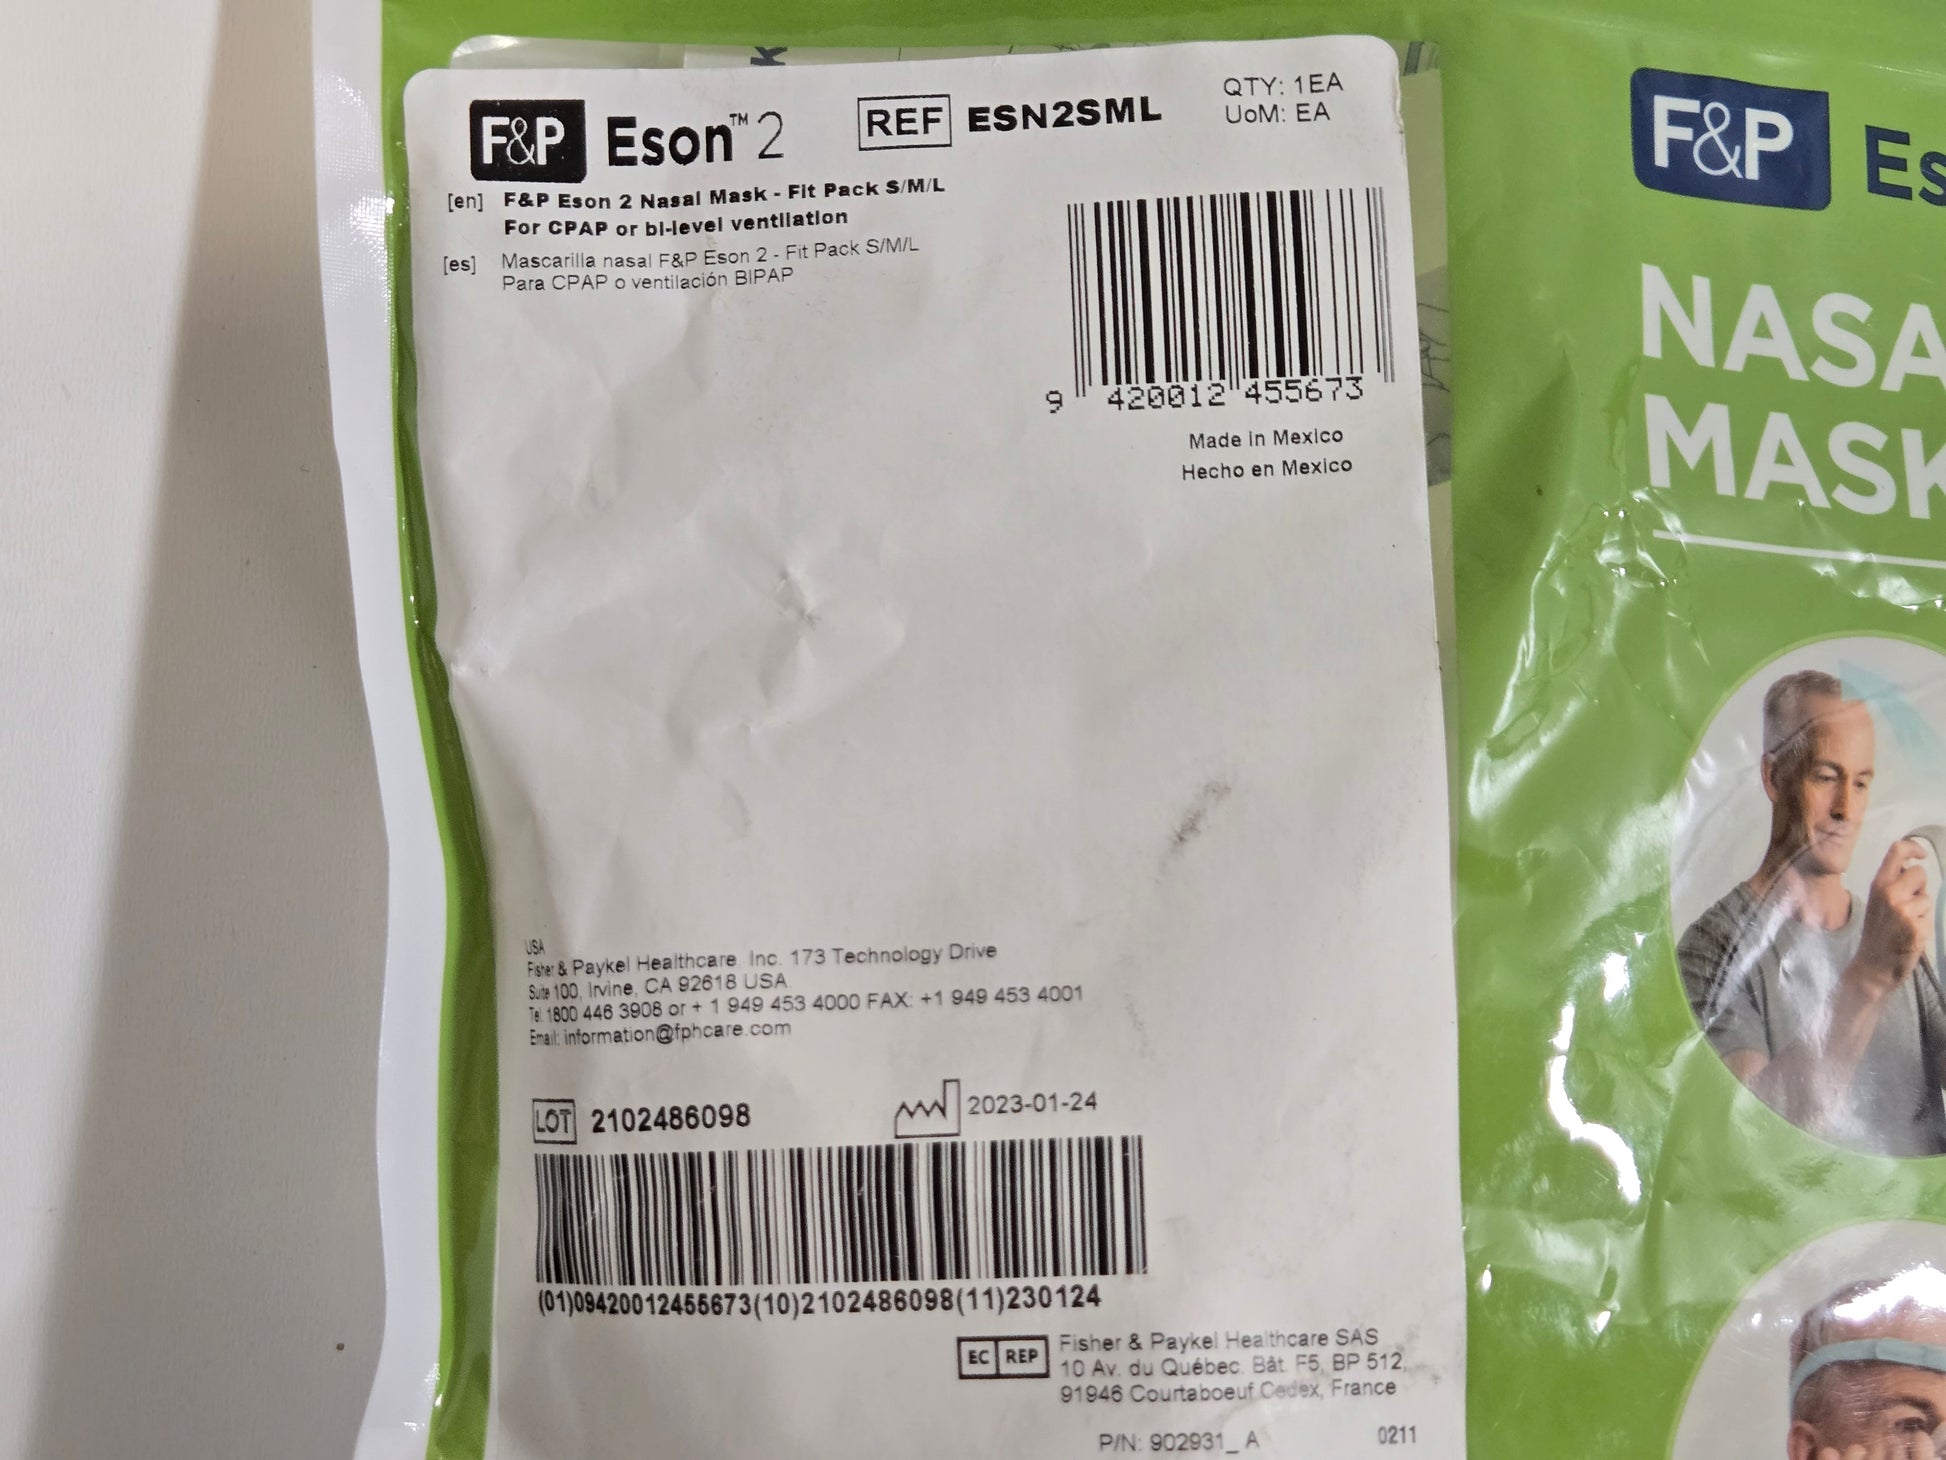 F&P Eson™ 2
REF ESN2SML
QTY: 1EA
UoM: EA
[en] F&P Eson 2 Nasal Mask - Fit Pack S/M/L
For CPAP or bi-level ventilation
[es] Mascarilla nasal F&P Eson 2 - Fit Pack S/M/L
Para CPAP o ventilación BIPAP
9 420012 455673
Made in Mexico
Hecho en Mexico
USA
Fisher & Paykel Healthcare Inc. 173 Technology Drive
Suite 100, Irvine, CA 92618 USA
Tel: 1800 446 3908 or + 1 949 453 4000 FAX: +1 949 453 4001
Email: information@fphcare.com
LOT 2102486098
2023-01-24
(01)09420012455673(10)2102486098(11)230124
EC REP
Fisher & Paykel Healthcare SAS
10 Av. du Québec. Bât. F5, BP 512,
91946 Courtaboeuf Cedex, France
P/N: 902931_ A
0211
F&P Es
NASA
MASK